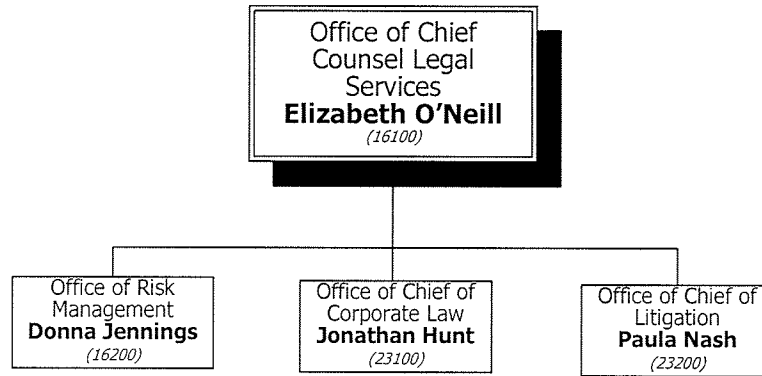 Office of Chief
Counsel Legal
Services
Elizabeth O'Neill
(16100)
Office of Risk
Management
Donna Jennings
(16200)
Office of Chief of
Corporate Law
Jonathan Hunt
(23100)
Office of Chief of
Litigation
Paula Nash
(23200)